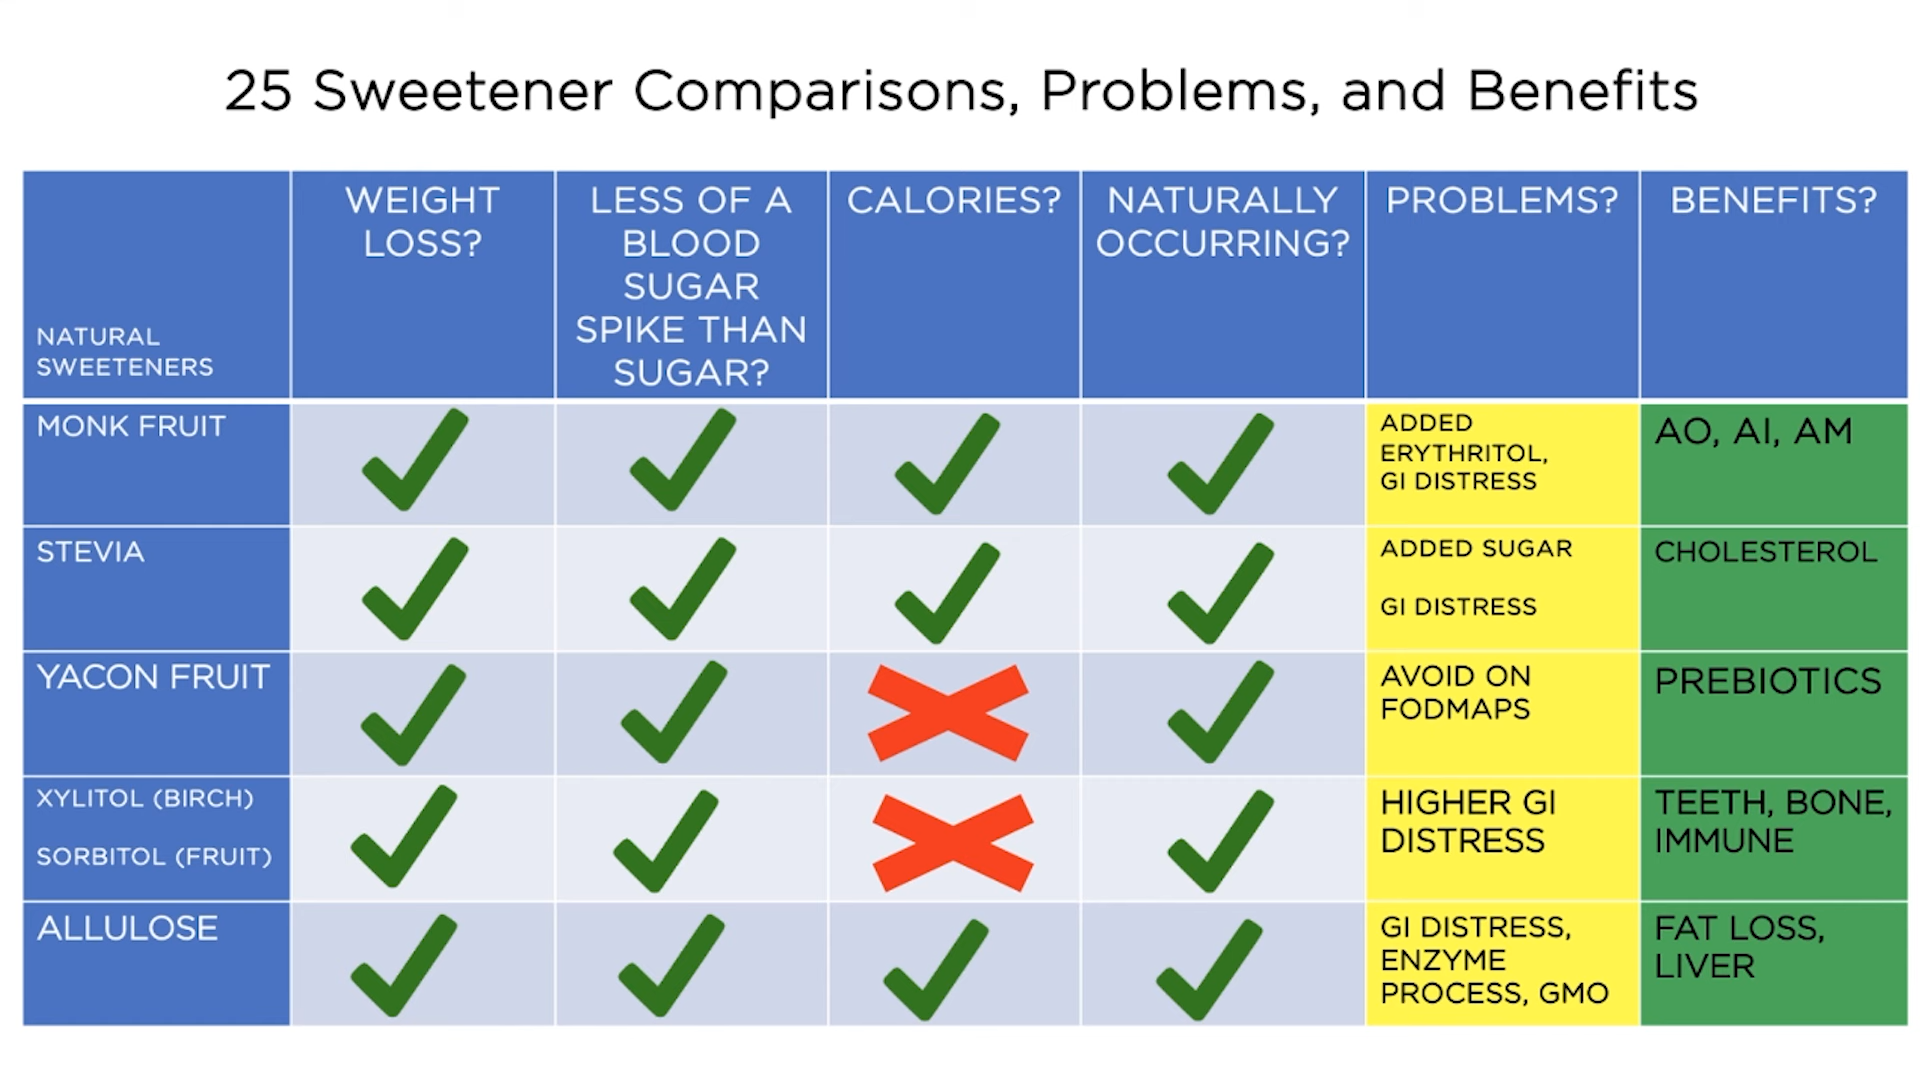 25 Sweetener Comparisons, Problems, and Benefits
NATURAL
SWEETENERS
WEIGHT
LOSS?
LESS OF A
BLOOD
SUGAR
SPIKE THAN
SUGAR?
CALORIES?
NATURALLY
OCCURRING?
PROBLEMS?
BENEFITS?
MONK FRUIT
ADDED
ERYTHRITOL,
GI DISTRESS
AO, AI, AM
STEVIA
ADDED SUGAR
GI DISTRESS
CHOLESTEROL
YACON FRUIT
AVOID ON
FODMAPS
PREBIOTICS
XYLITOL (BIRCH)
SORBITOL (FRUIT)
HIGHER GI
DISTRESS
TEETH, BONE,
IMMUNE
ALLULOSE
GI DISTRESS,
ENZYME
PROCESS, GMO
FAT LOSS,
LIVER